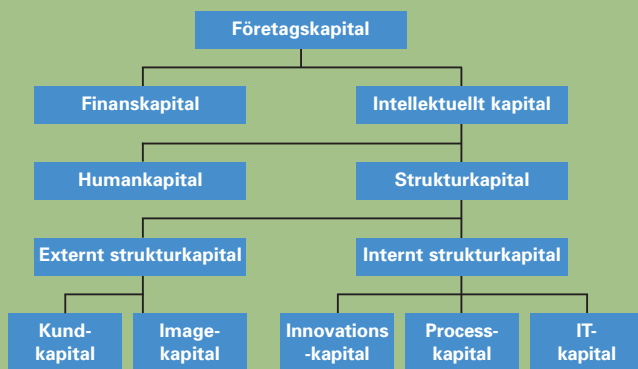 Företagskapital
Finanskapital
Intellektuellt kapital
Humankapital
Strukturkapital
Externt strukturkapital
Internt strukturkapital
Kund-
kapital
Image-
kapital
Innovations
-kapital
Process-
kapital
IT-
kapital